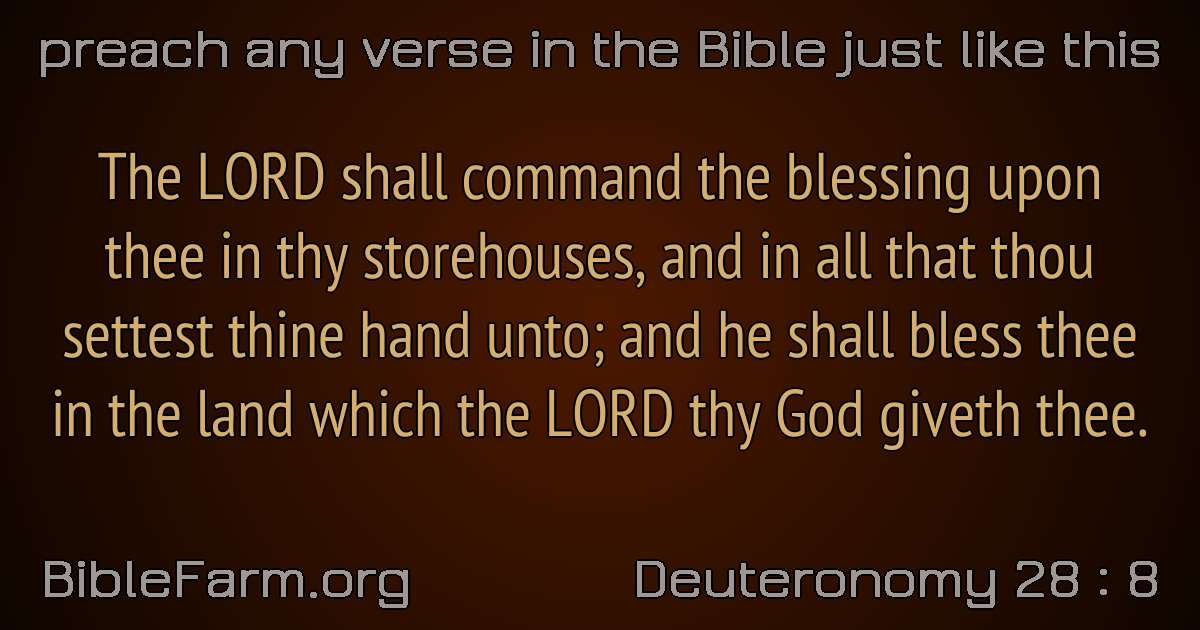 preach any verse in the Bible just like this
The LORD shall command the blessing upon
thee in thy storehouses, and in all that thou
settest thine hand unto; and he shall bless thee
in the land which the LORD thy God giveth thee.
BibleFarm.org
Deuteronomy 28 : 8